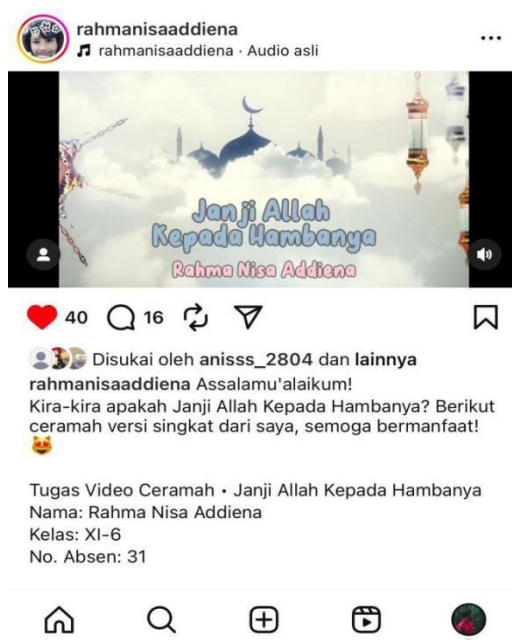 rahmanisaaddiena
rahmanisaaddiena · Audio asli
Janji Allah
Kepada Hambanya
Rahma Nisa Addiena
40 16
Disukai oleh anisss_2804 dan lainnya
rahmanisaaddiena Assalamu'alaikum!
Kira-kira apakah Janji Allah Kepada Hambanya? Berikut
ceramah versi singkat dari saya, semoga bermanfaat!
😻
Tugas Video Ceramah • Janji Allah Kepada Hambanya
Nama: Rahma Nisa Addiena
Kelas: XI-6
No. Absen: 31